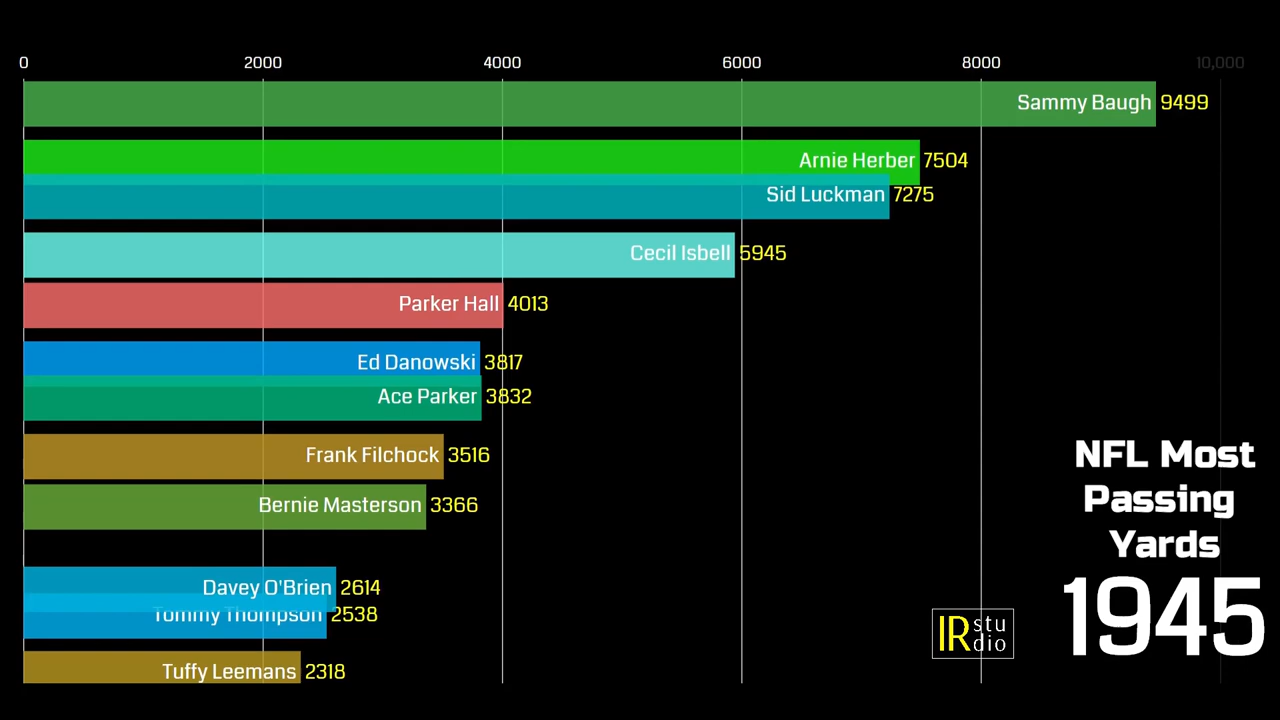 0 2000 4000 6000 8000 10,000
Sammy Baugh 9499
Arnie Herber 7504
Sid Luckman 7275
Cecil Isbell 5945
Parker Hall 4013
Ed Danowski 3817
Ace Parker 3832
Frank Filchock 3516
Bernie Masterson 3366
Davey O'Brien 2614
Tommy Thompson 2538
Tuffy Leemans 2318
NFL Most
Passing
Yards
1945
IR stu
dio